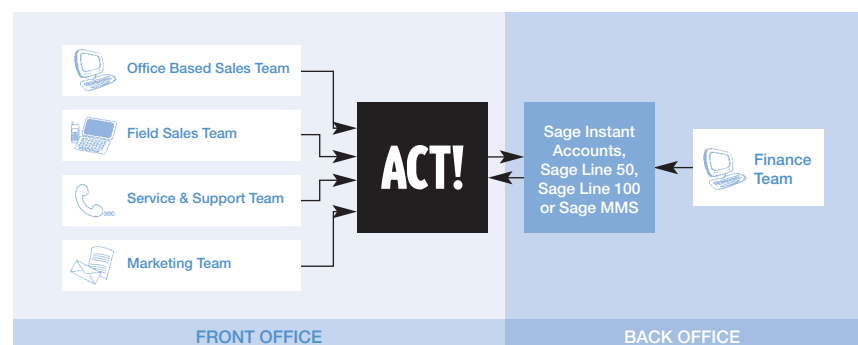 Office Based Sales Team
Field Sales Team
Service & Support Team
Marketing Team
ACT!
Sage Instant
Accounts,
Sage Line 50,
Sage Line 100
or Sage MMS
Finance
Team
FRONT OFFICE
BACK OFFICE